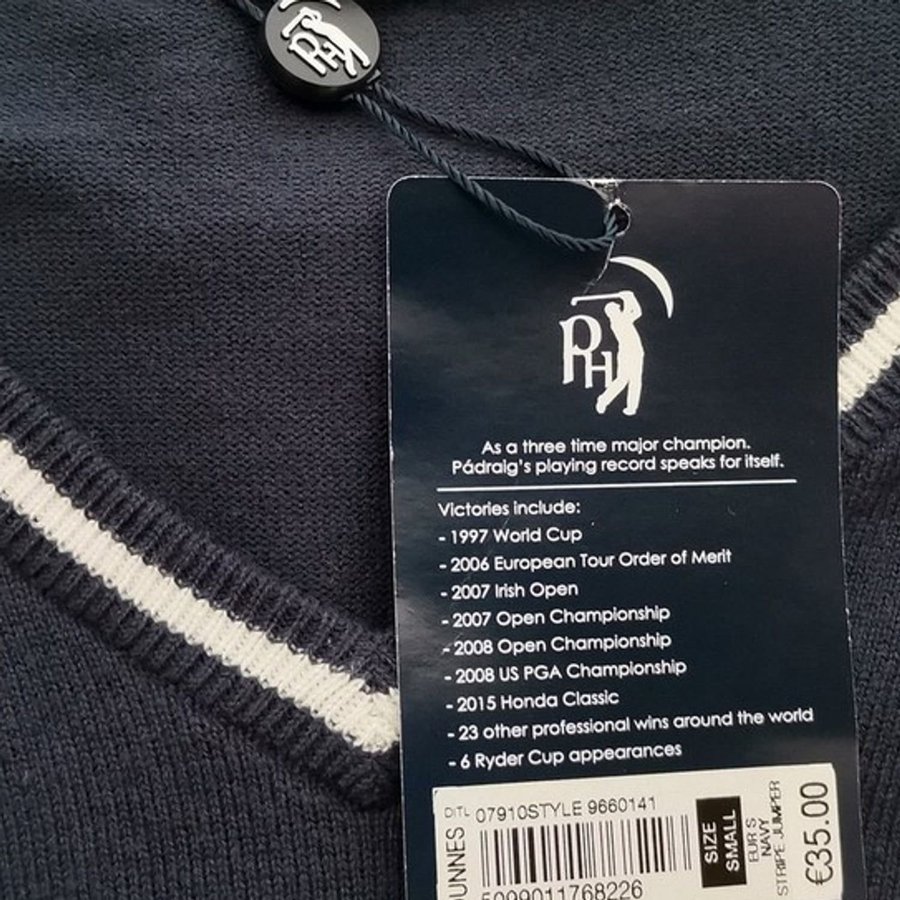 PH
PH
As a three time major champion.
Pádraig's playing record speaks for itself.
Victories include:
- 1997 World Cup
- 2006 European Tour Order of Merit
- 2007 Irish Open
- 2007 Open Championship
- 2008 Open Championship
- 2008 US PGA Championship
- 2015 Honda Classic
- 23 other professional wins around the world
- 6 Ryder Cup appearances
DITL 07910STYLE 9660141
5099011768226
SIZE
SMALL
EUR S
NAVY
STRIPE JUMPER
€35.00